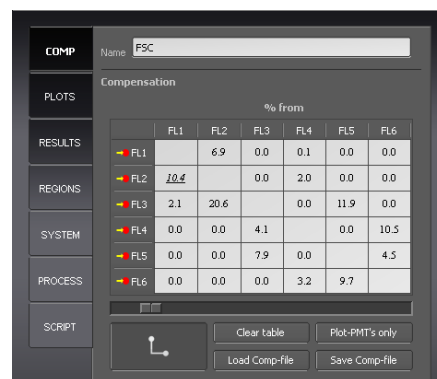 COMP
PLOTS
RESULTS
REGIONS
SYSTEM
PROCESS
SCRIPT
Name FSC
Compensation
% from
FL1 FL2 FL3 FL4 FL5 FL6
FL1 6.9 0.0 0.1 0.0 0.0
FL2 10.4 0.0 2.0 0.0 0.0
FL3 2.1 20.6 0.0 11.9 0.0
FL4 0.0 0.0 4.1 0.0 10.5
FL5 0.0 0.0 7.9 0.0 4.5
FL6 0.0 0.0 0.0 3.2 9.7
Clear table Plot-PMT's only
Load Comp-file Save Comp-file